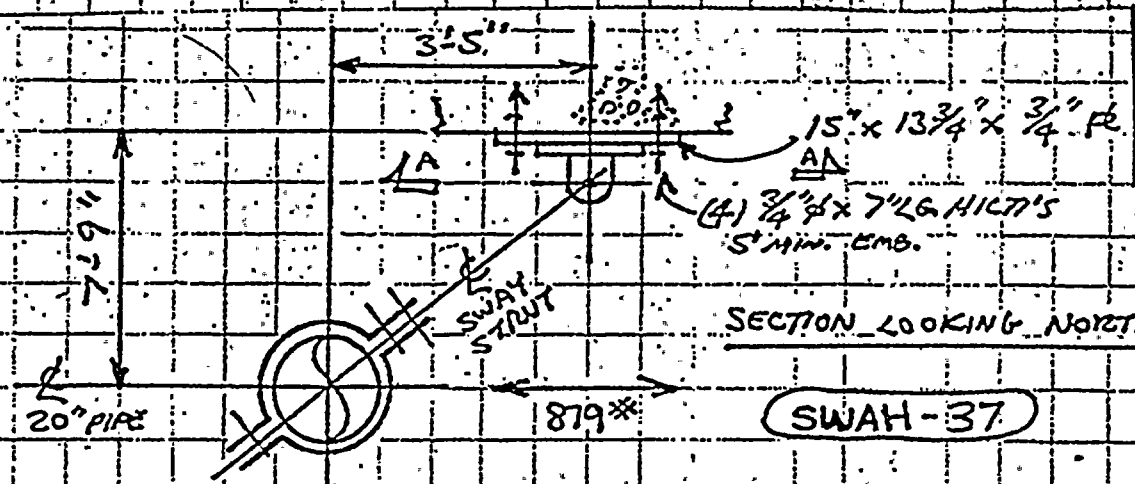 3'-5"
15" x 13 3/4" x 3/4" PL
A
A
(4) 3/4"φ x 7" LG HILTI'S
5" MIN. EMB.
7'-9"
℄
SWAY
STRUT
SECTION LOOKING NORT
℄
20" PIPE
879#
SWAH-37